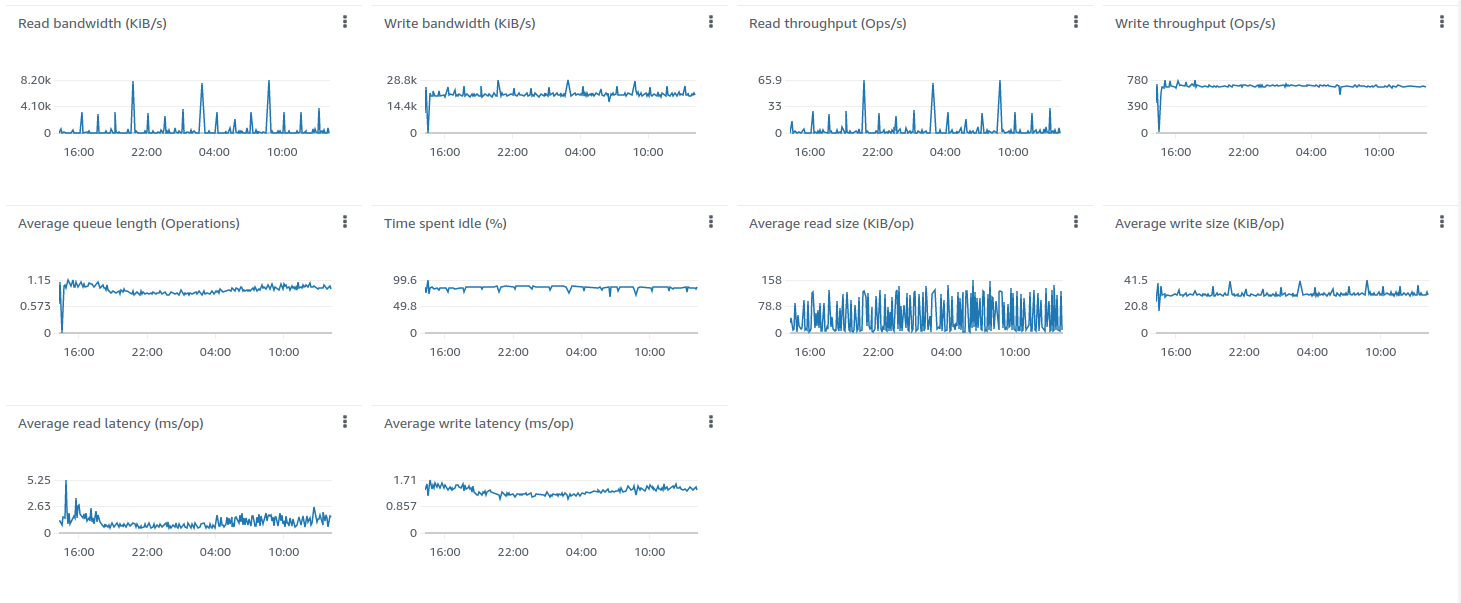 Read bandwidth (KiB/s)
8.20k
4.10k
0
16:00 22:00 04:00 10:00
Write bandwidth (KiB/s)
28.8k
14.4k
0
16:00 22:00 04:00 10:00
Read throughput (Ops/s)
65.9
33
0
16:00 22:00 04:00 10:00
Write throughput (Ops/s)
780
390
0
16:00 22:00 04:00 10:00
Average queue length (Operations)
1.15
0.573
0
16:00 22:00 04:00 10:00
Time spent idle (%)
99.6
49.8
0
16:00 22:00 04:00 10:00
Average read size (KiB/op)
158
78.8
0
16:00 22:00 04:00 10:00
Average write size (KiB/op)
41.5
20.8
0
16:00 22:00 04:00 10:00
Average read latency (ms/op)
5.25
2.63
0
16:00 22:00 04:00 10:00
Average write latency (ms/op)
1.71
0.857
0
16:00 22:00 04:00 10:00